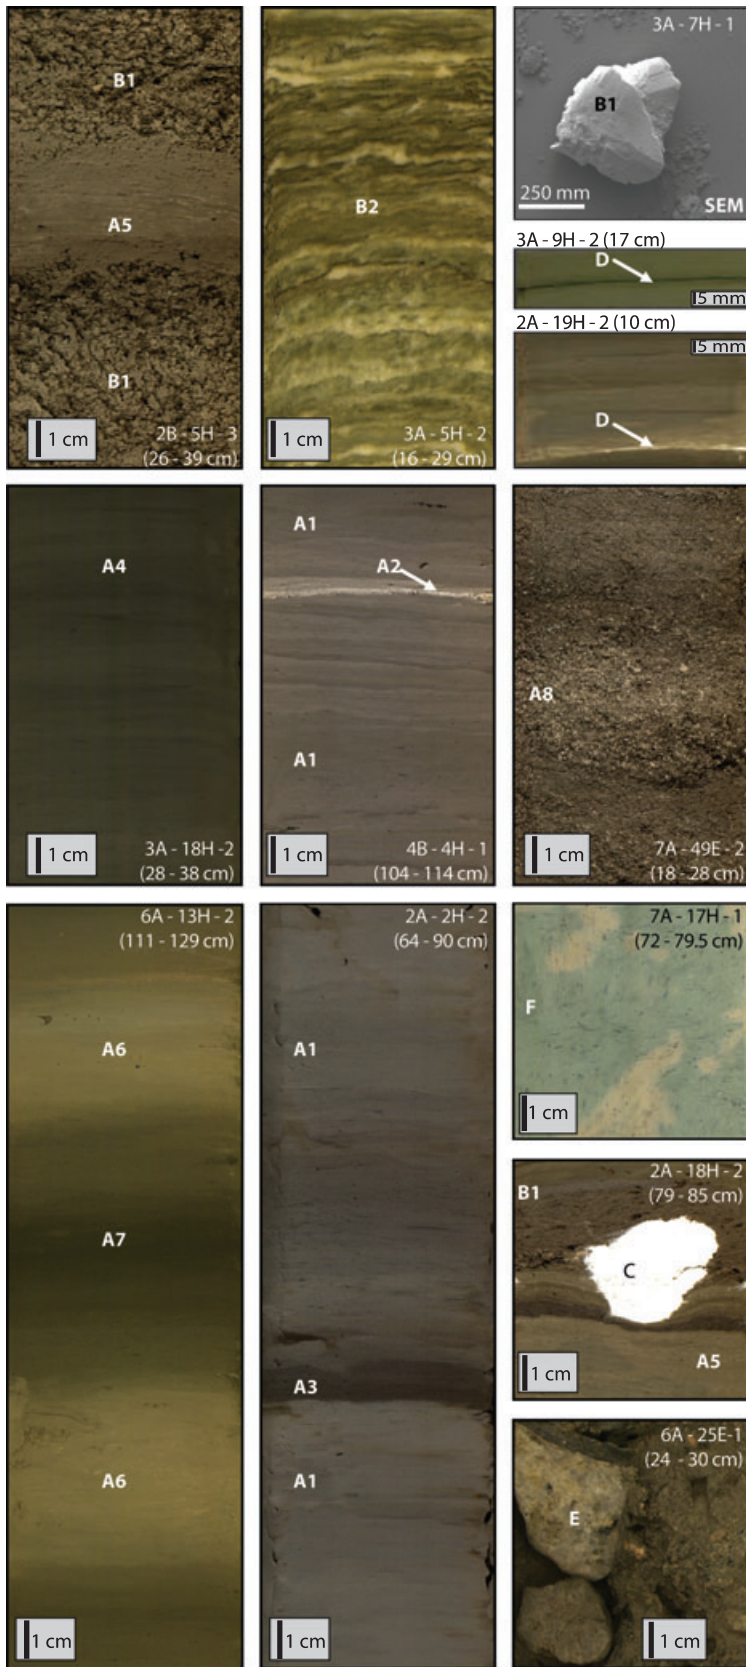 B1
A5
B1
1 cm
2B - 5H - 3
(26 - 39 cm)
B2
1 cm
3A - 5H - 2
(16 - 29 cm)
3A - 7H - 1
B1
250 mm
SEM
3A - 9H - 2 (17 cm)
D
5 mm
2A - 19H - 2 (10 cm)
5 mm
D
A4
1 cm
3A - 18H -2
(28 - 38 cm)
A1
A2
A1
1 cm
4B - 4H - 1
(104 - 114 cm)
A8
1 cm
7A - 49E - 2
(18 - 28 cm)
6A - 13H - 2
(111 - 129 cm)
A6
A7
A6
1 cm
2A - 2H - 2
(64 - 90 cm)
A1
A3
A1
1 cm
7A - 17H - 1
(72 - 79.5 cm)
F
1 cm
2A - 18H - 2
(79 - 85 cm)
B1
C
A5
1 cm
6A - 25E-1
(24 - 30 cm)
E
1 cm